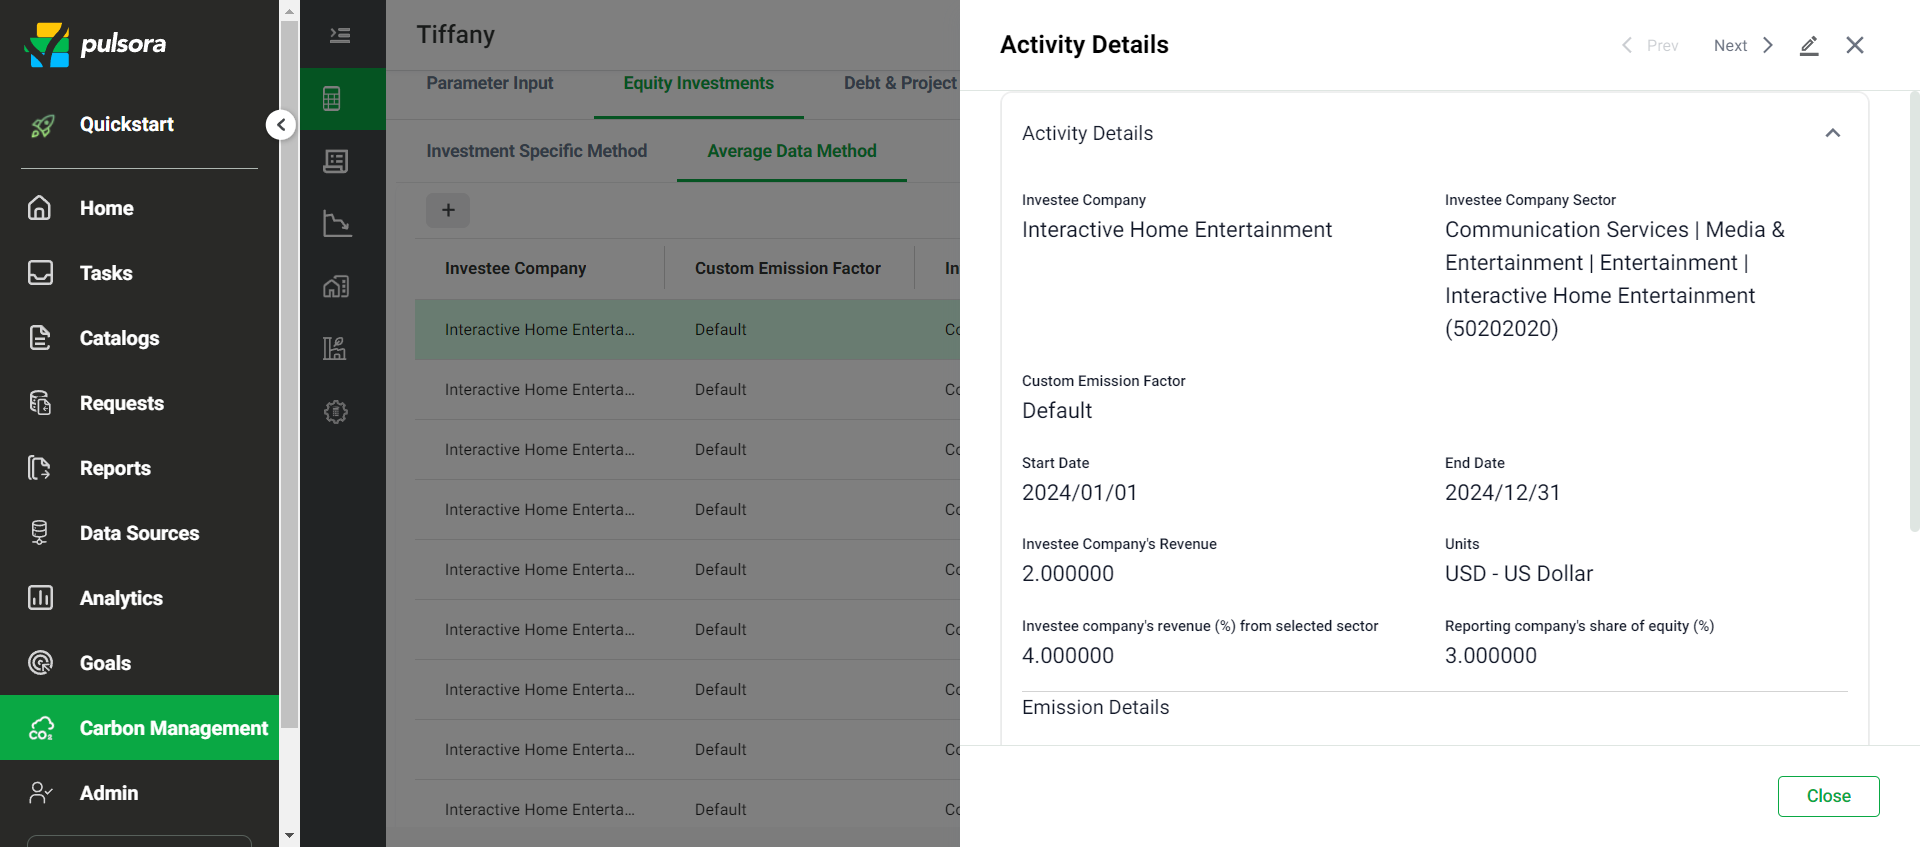 pulsora
Quickstart
Home
Tasks
Catalogs
Requests
Reports
Data Sources
Analytics
Goals
CO₂
Carbon Management
Admin
Tiffany
Parameter Input
Equity Investments
Debt & Project
Investment Specific Method
Average Data Method
+
Investee Company
Custom Emission Factor
In
Interactive Home Enterta...
Default
Co
Interactive Home Enterta...
Default
Co
Interactive Home Enterta...
Default
Co
Interactive Home Enterta...
Default
Co
Interactive Home Enterta...
Default
Co
Interactive Home Enterta...
Default
Co
Interactive Home Enterta...
Default
Co
Interactive Home Enterta...
Default
Co
Interactive Home Enterta...
Default
Co
Activity Details
Prev
Next
Activity Details
Investee Company
Interactive Home Entertainment
Investee Company Sector
Communication Services | Media &
Entertainment | Entertainment |
Interactive Home Entertainment
(50202020)
Custom Emission Factor
Default
Start Date
2024/01/01
End Date
2024/12/31
Investee Company's Revenue
2.000000
Units
USD - US Dollar
Investee company's revenue (%) from selected sector
4.000000
Reporting company's share of equity (%)
3.000000
Emission Details
Close